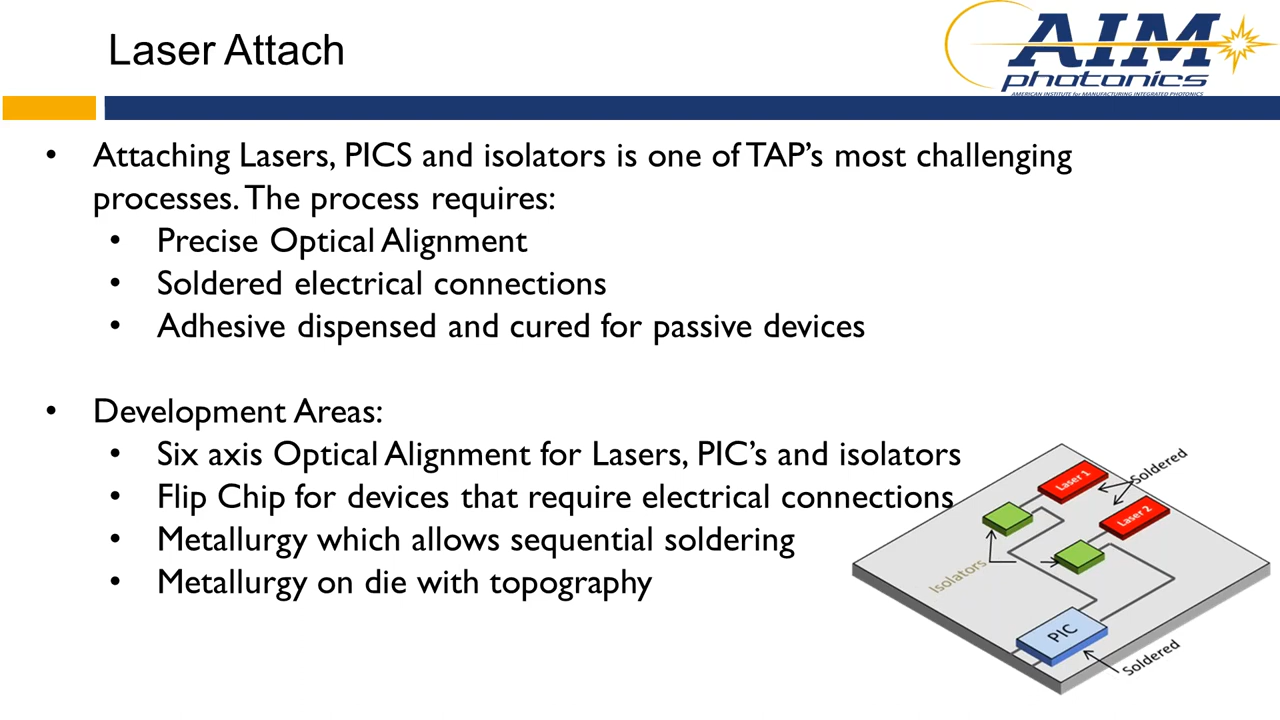 Laser Attach
AIM
photonics
AMERICAN INSTITUTE for MANUFACTURING INTEGRATED PHOTONICS
• Attaching Lasers, PICS and isolators is one of TAP’s most challenging
processes. The process requires:
• Precise Optical Alignment
• Soldered electrical connections
• Adhesive dispensed and cured for passive devices
• Development Areas:
• Six axis Optical Alignment for Lasers, PIC’s and isolators
• Flip Chip for devices that require electrical connections
• Metallurgy which allows sequential soldering
• Metallurgy on die with topography
Soldered
Laser 1
Laser 2
Isolators
PIC
Soldered